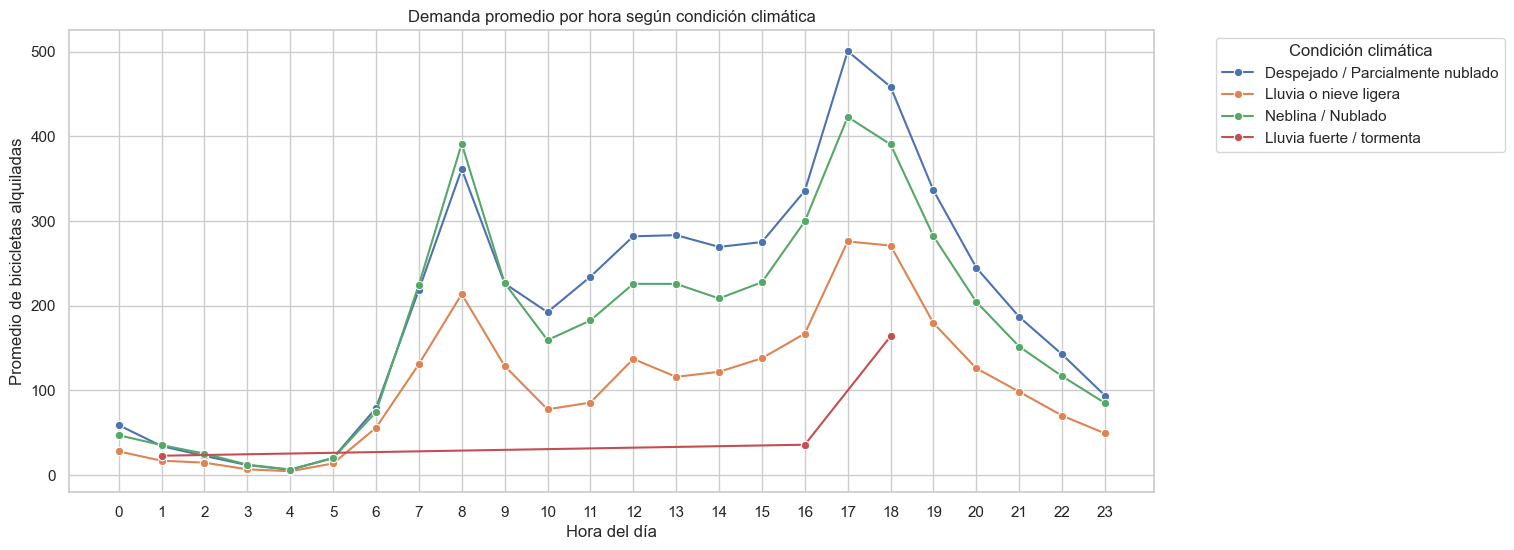 Demanda promedio por hora según condición climática
Promedio de bicicletas alquiladas
500
400
300
200
100
0
0 1 2 3 4 5 6 7 8 9 10 11 12 13 14 15 16 17 18 19 20 21 22 23
Hora del día
Condición climática
Despejado / Parcialmente nublado
Lluvia o nieve ligera
Neblina / Nublado
Lluvia fuerte / tormenta